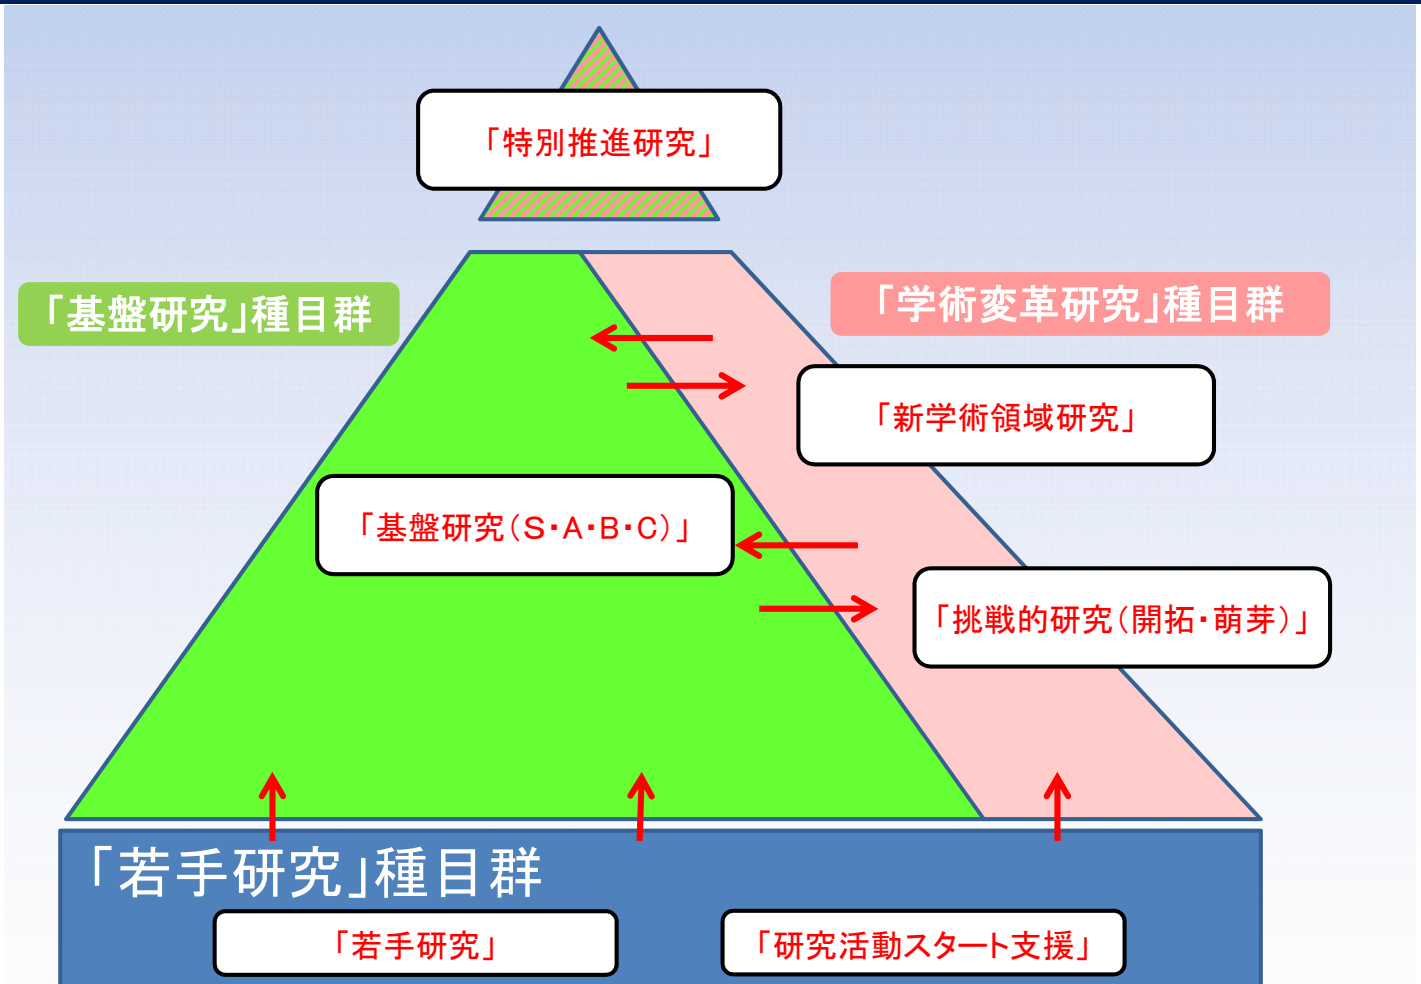 「特別推進研究」
「基盤研究」種目群
「学術変革研究」種目群
「新学術領域研究」
「基盤研究(S・A・B・C)」
「挑戦的研究(開拓・萌芽)」
「若手研究」種目群
「若手研究」
「研究活動スタート支援」